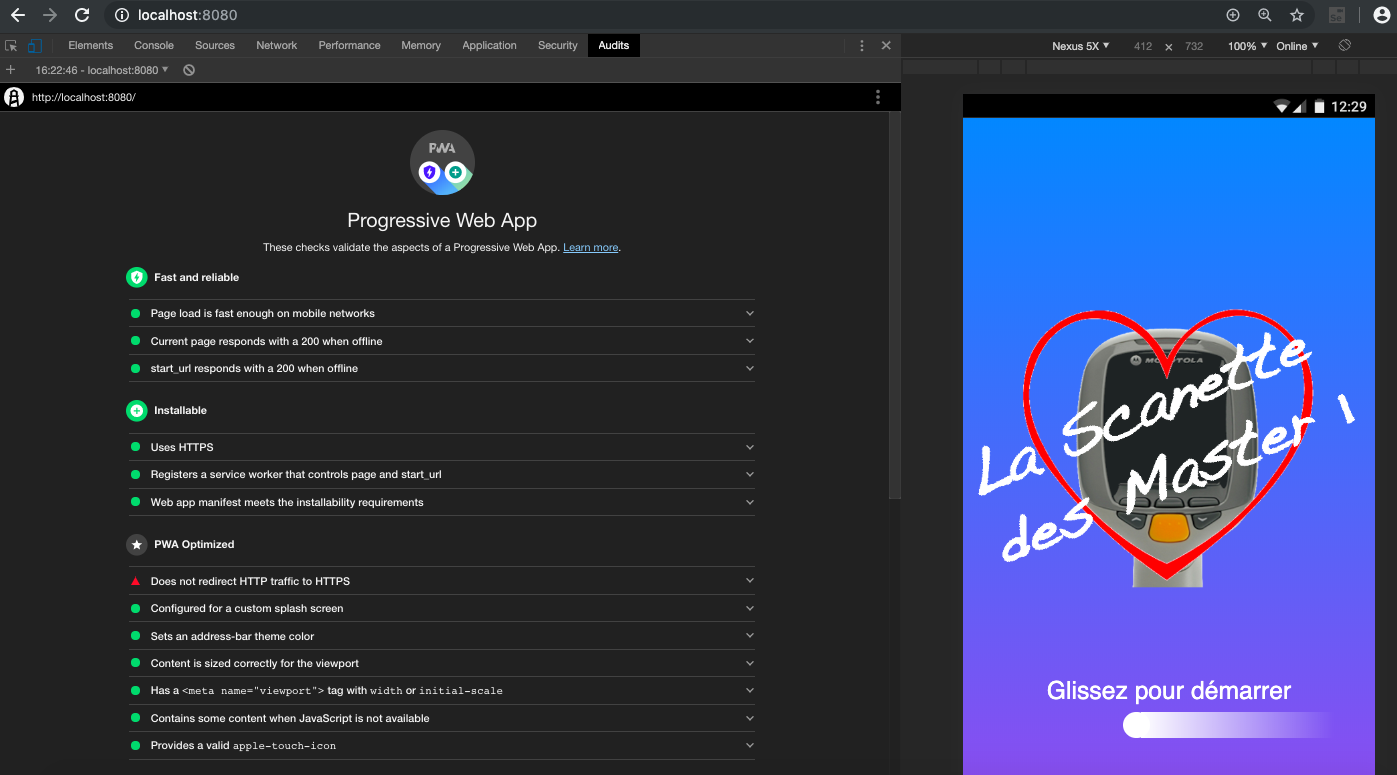 localhost:8080
Elements Console Sources Network Performance Memory Application Security Audits
Nexus 5X 412 × 732 100% Online
16:22:46 - localhost:8080
http://localhost:8080/
12:29
PWA
Progressive Web App
These checks validate the aspects of a Progressive Web App. Learn more.
Fast and reliable
Page load is fast enough on mobile networks
Current page responds with a 200 when offline
start_url responds with a 200 when offline
Installable
Uses HTTPS
Registers a service worker that controls page and start_url
Web app manifest meets the installability requirements
PWA Optimized
Does not redirect HTTP traffic to HTTPS
Configured for a custom splash screen
Sets an address-bar theme color
Content is sized correctly for the viewport
Has a <meta name="viewport"> tag with width or initial-scale
Contains some content when JavaScript is not available
Provides a valid apple-touch-icon
MOTOROLA
La Scanette
des Master 1
Glissez pour démarrer